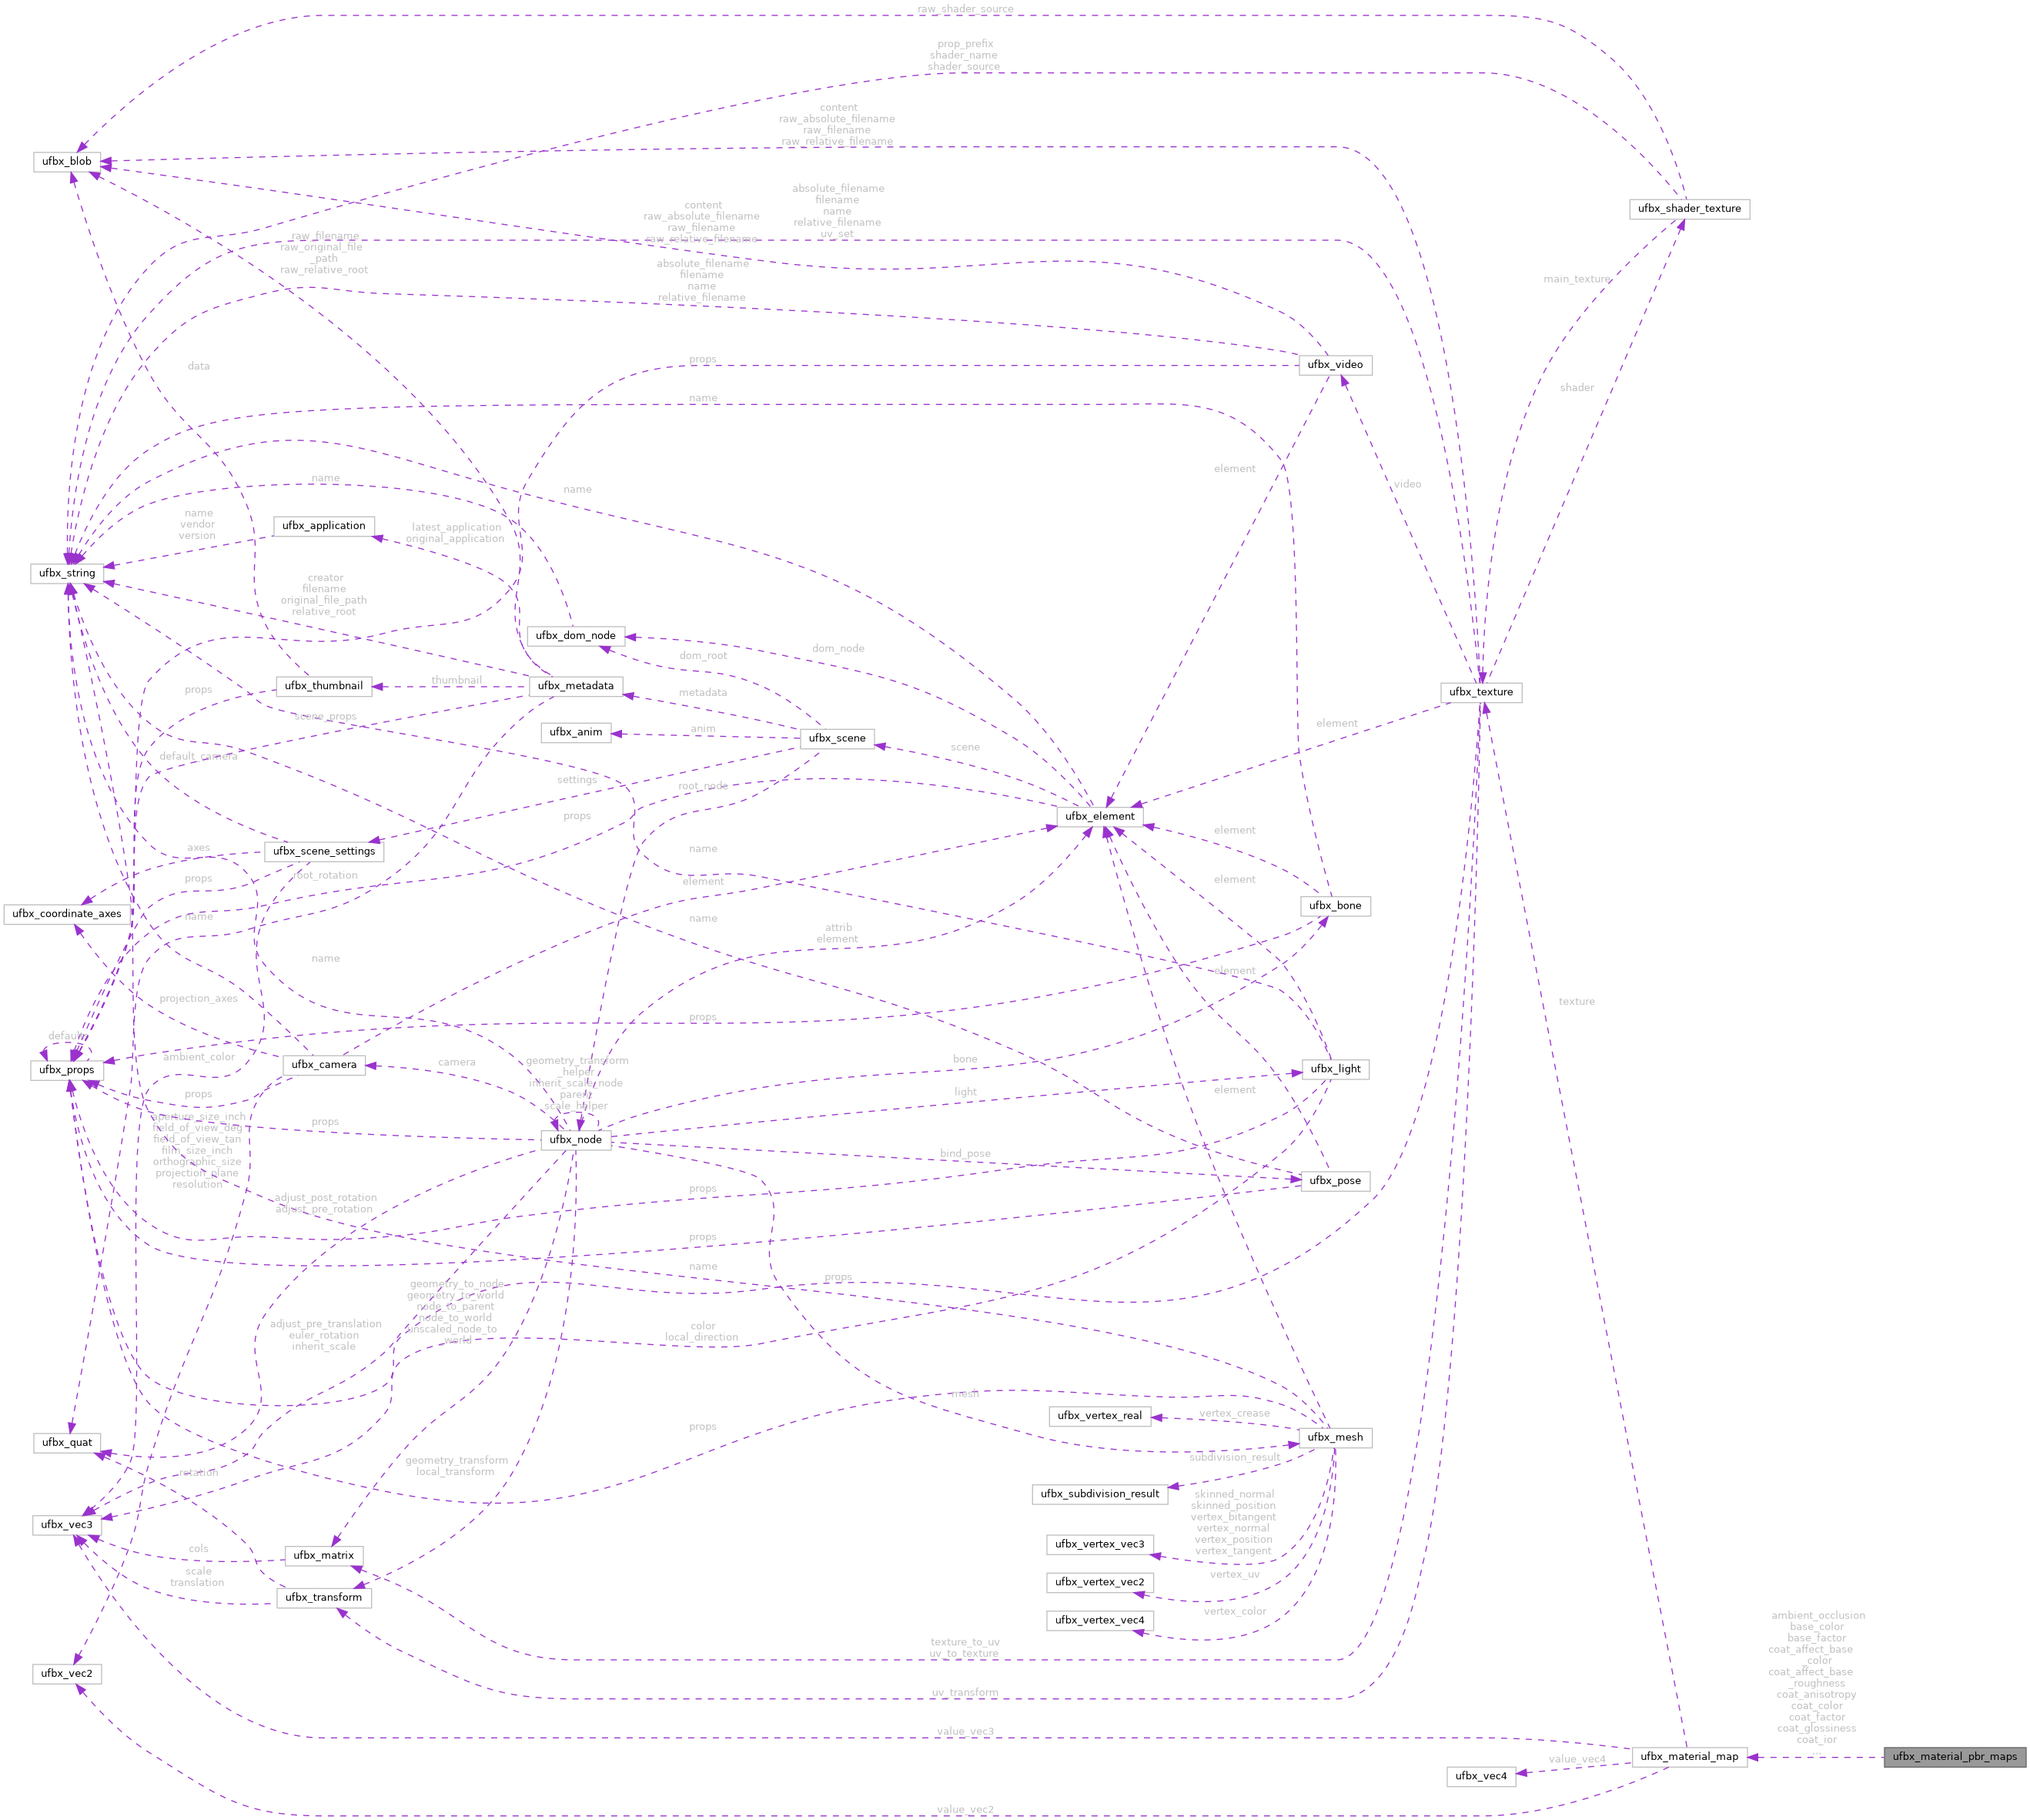 raw_shader_source
prop_prefix
shader_name
shader_source
content
raw_absolute_filename
raw_filename
raw_relative_filename
ufbx_blob
absolute_filename
filename
name
relative_filename
uv_set
content
raw_absolute_filename
raw_filename
raw_relative_filename
ufbx_shader_texture
raw_filename
raw_original_file
_path
raw_relative_root
absolute_filename
filename
name
relative_filename
main_texture
data
props
ufbx_video
shader
name
element
name
name
video
name
vendor
version
ufbx_application
latest_application
original_application
ufbx_string
creator
filename
original_file_path
relative_root
ufbx_dom_node
dom_node
dom_root
props
ufbx_thumbnail
thumbnail
ufbx_metadata
metadata
ufbx_texture
scene_props
ufbx_anim
anim
ufbx_scene
scene
element
default_camera
settings
root_node
props
ufbx_element
element
axes
ufbx_scene_settings
name
props
root_rotation
element
element
ufbx_coordinate_axes
name
name
attrib
element
ufbx_bone
name
element
projection_axes
props
texture
defaults
ufbx_props
ambient_color
ufbx_camera
camera
geometry_transform
_helper
inherit_scale_node
parent
scale_helper
bone
ufbx_light
props
light
element
aperture_size_inch
field_of_view_deg
field_of_view_tan
film_size_inch
orthographic_size
projection_plane
resolution
props
ufbx_node
bind_pose
ufbx_pose
adjust_post_rotation
adjust_pre_rotation
props
props
name
props
geometry_to_node
geometry_to_world
node_to_parent
node_to_world
unscaled_node_to
_world
adjust_pre_translation
euler_rotation
inherit_scale
color
local_direction
mesh
ufbx_vertex_real
vertex_crease
ufbx_mesh
props
ufbx_quat
rotation
geometry_transform
local_transform
subdivision_result
ufbx_subdivision_result
skinned_normal
skinned_position
vertex_bitangent
vertex_normal
vertex_position
vertex_tangent
ufbx_vec3
cols
ufbx_matrix
ufbx_vertex_vec3
scale
translation
ufbx_transform
ufbx_vertex_vec2
vertex_uv
ufbx_vertex_vec4
vertex_color
texture_to_uv
uv_to_texture
ufbx_vec2
uv_transform
ambient_occlusion
base_color
base_factor
coat_affect_base
_color
coat_affect_base
_roughness
coat_anisotropy
coat_color
coat_factor
coat_glossiness
coat_ior
...
value_vec3
ufbx_material_map
ufbx_material_pbr_maps
value_vec4
ufbx_vec4
value_vec2